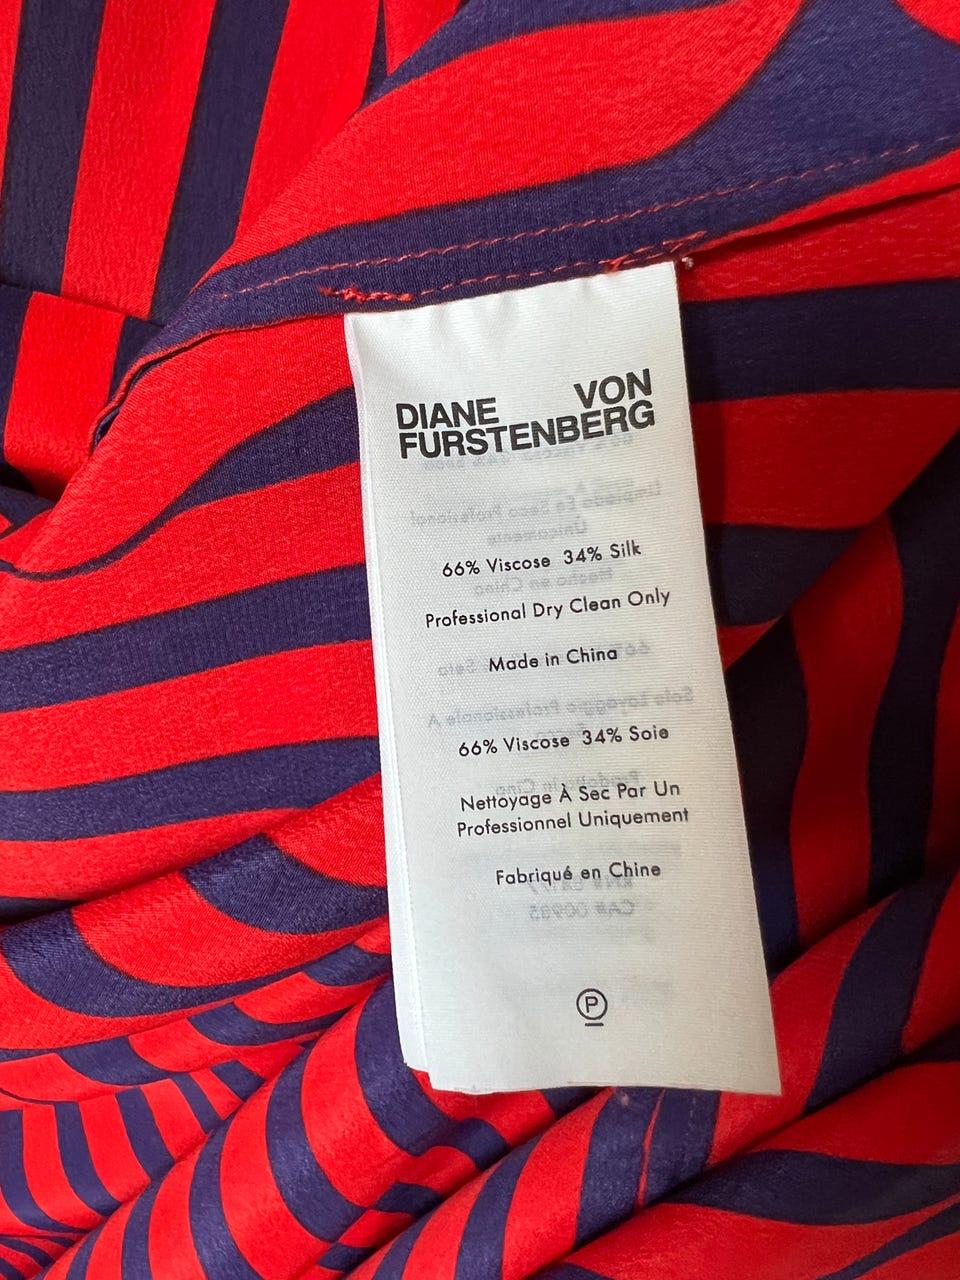 DIANE VON
FURSTENBERG
66% Viscose 34% Silk
Professional Dry Clean Only
Made in China
66% Viscose 34% Soie
Nettoyage À Sec Par Un
Professionnel Uniquement
Fabriqué en Chine
P